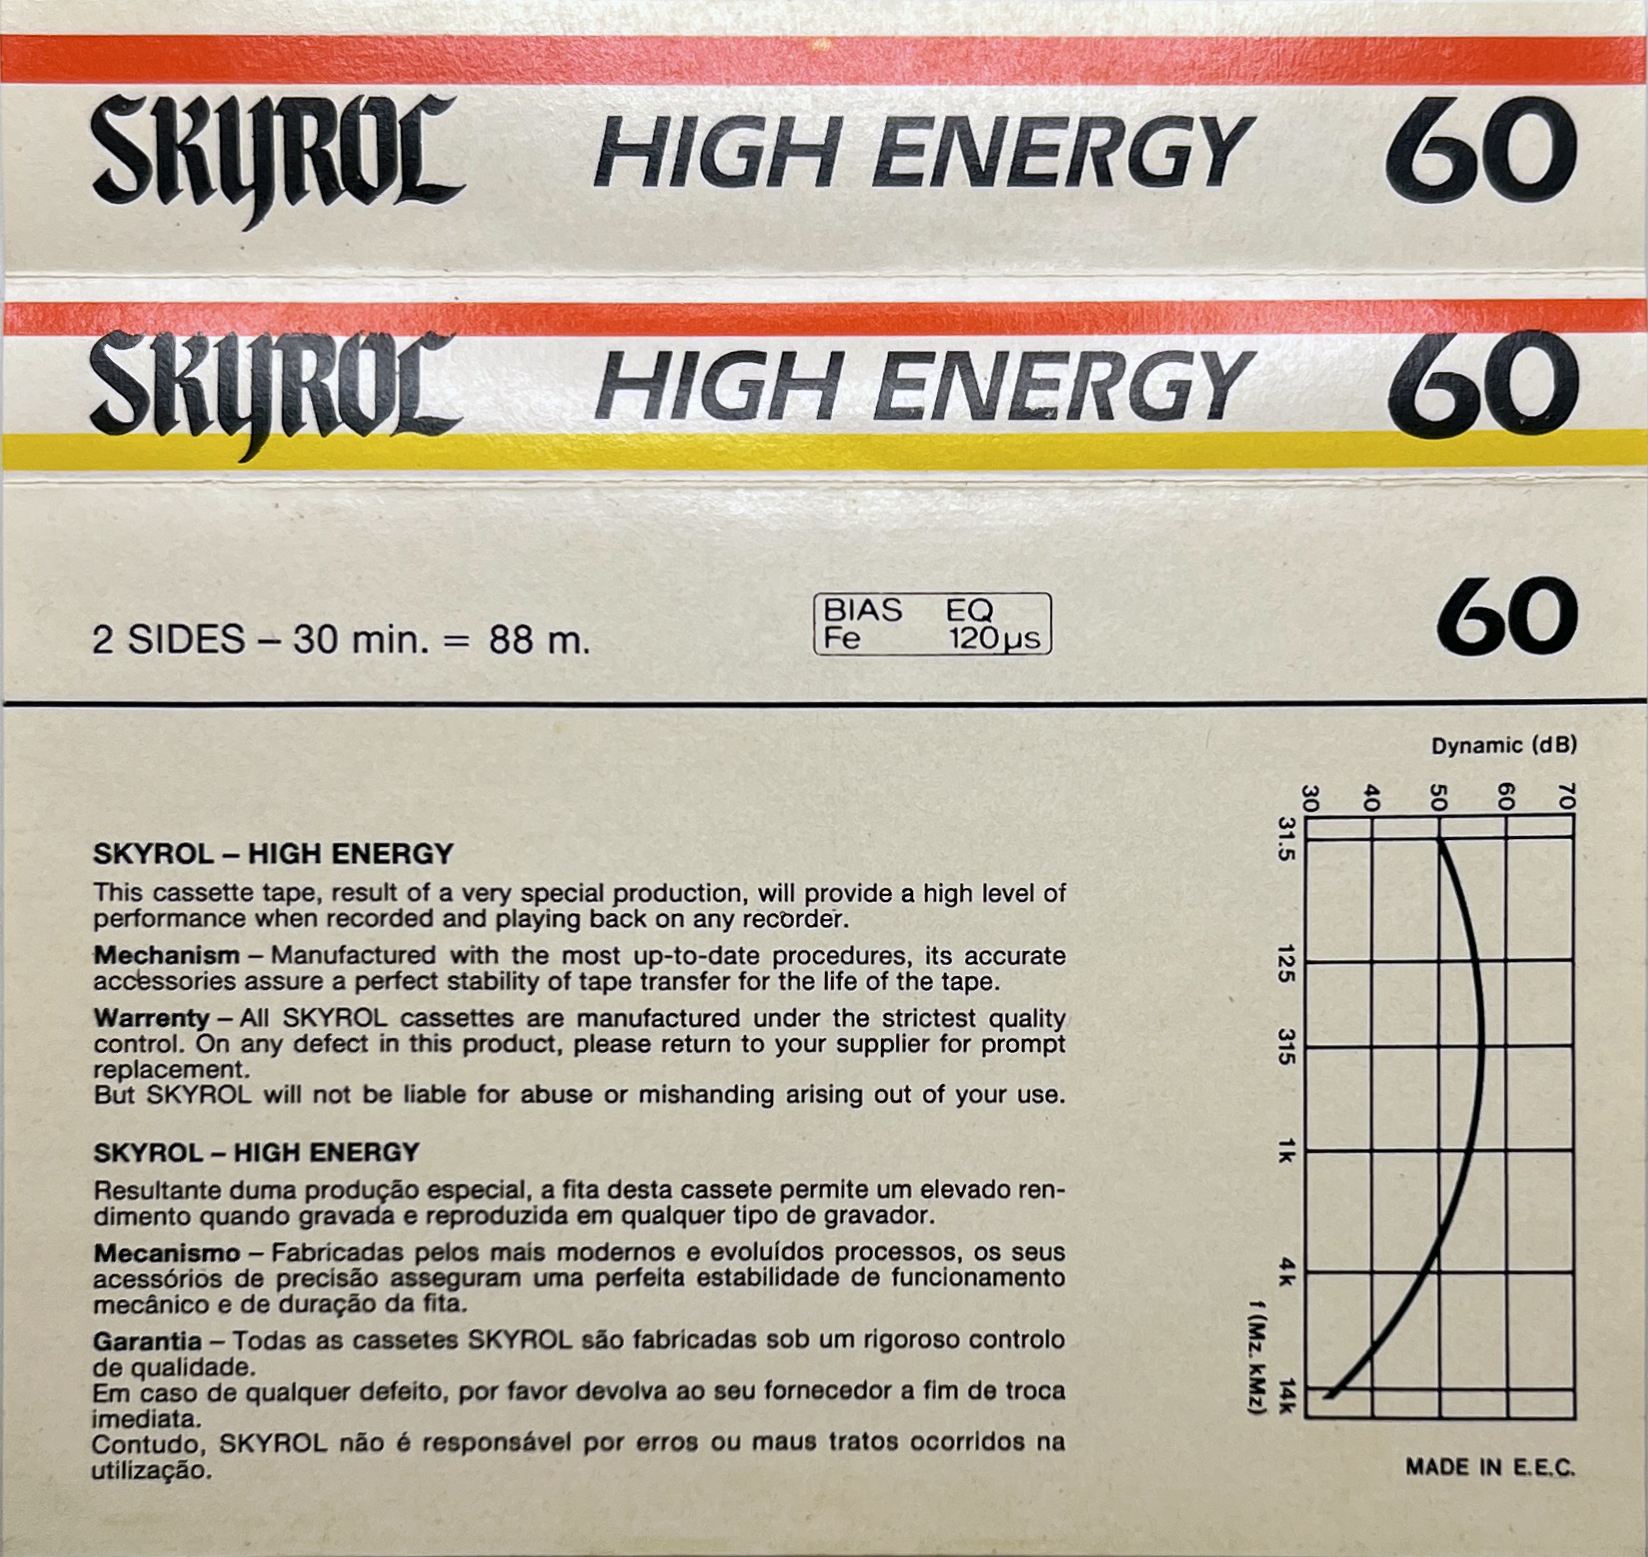 SKYROL HIGH ENERGY 60
SKYROL HIGH ENERGY 60
2 SIDES – 30 min. = 88 m.
BIAS EQ
Fe 120µs
60
SKYROL – HIGH ENERGY
This cassette tape, result of a very special production, will provide a high level of
performance when recorded and playing back on any recorder.
Mechanism – Manufactured with the most up-to-date procedures, its accurate
accessories assure a perfect stability of tape transfer for the life of the tape.
Warrenty – All SKYROL cassettes are manufactured under the strictest quality
control. On any defect in this product, please return to your supplier for prompt
replacement.
But SKYROL will not be liable for abuse or mishanding arising out of your use.
SKYROL – HIGH ENERGY
Resultante duma produção especial, a fita desta cassete permite um elevado ren-
dimento quando gravada e reproduzida em qualquer tipo de gravador.
Mecanismo – Fabricadas pelos mais modernos e evoluídos processos, os seus
acessórios de precisão asseguram uma perfeita estabilidade de funcionamento
mecânico e de duração da fita.
Garantia – Todas as cassetes SKYROL são fabricadas sob um rigoroso controlo
de qualidade.
Em caso de qualquer defeito, por favor devolva ao seu fornecedor a fim de troca
imediata.
Contudo, SKYROL não é responsável por erros ou maus tratos ocorridos na
utilização.
Dynamic (dB)
30 40 50 60 70
31.5
125
315
1k
4k
14k
f (Mz. kMz)
MADE IN E.E.C.